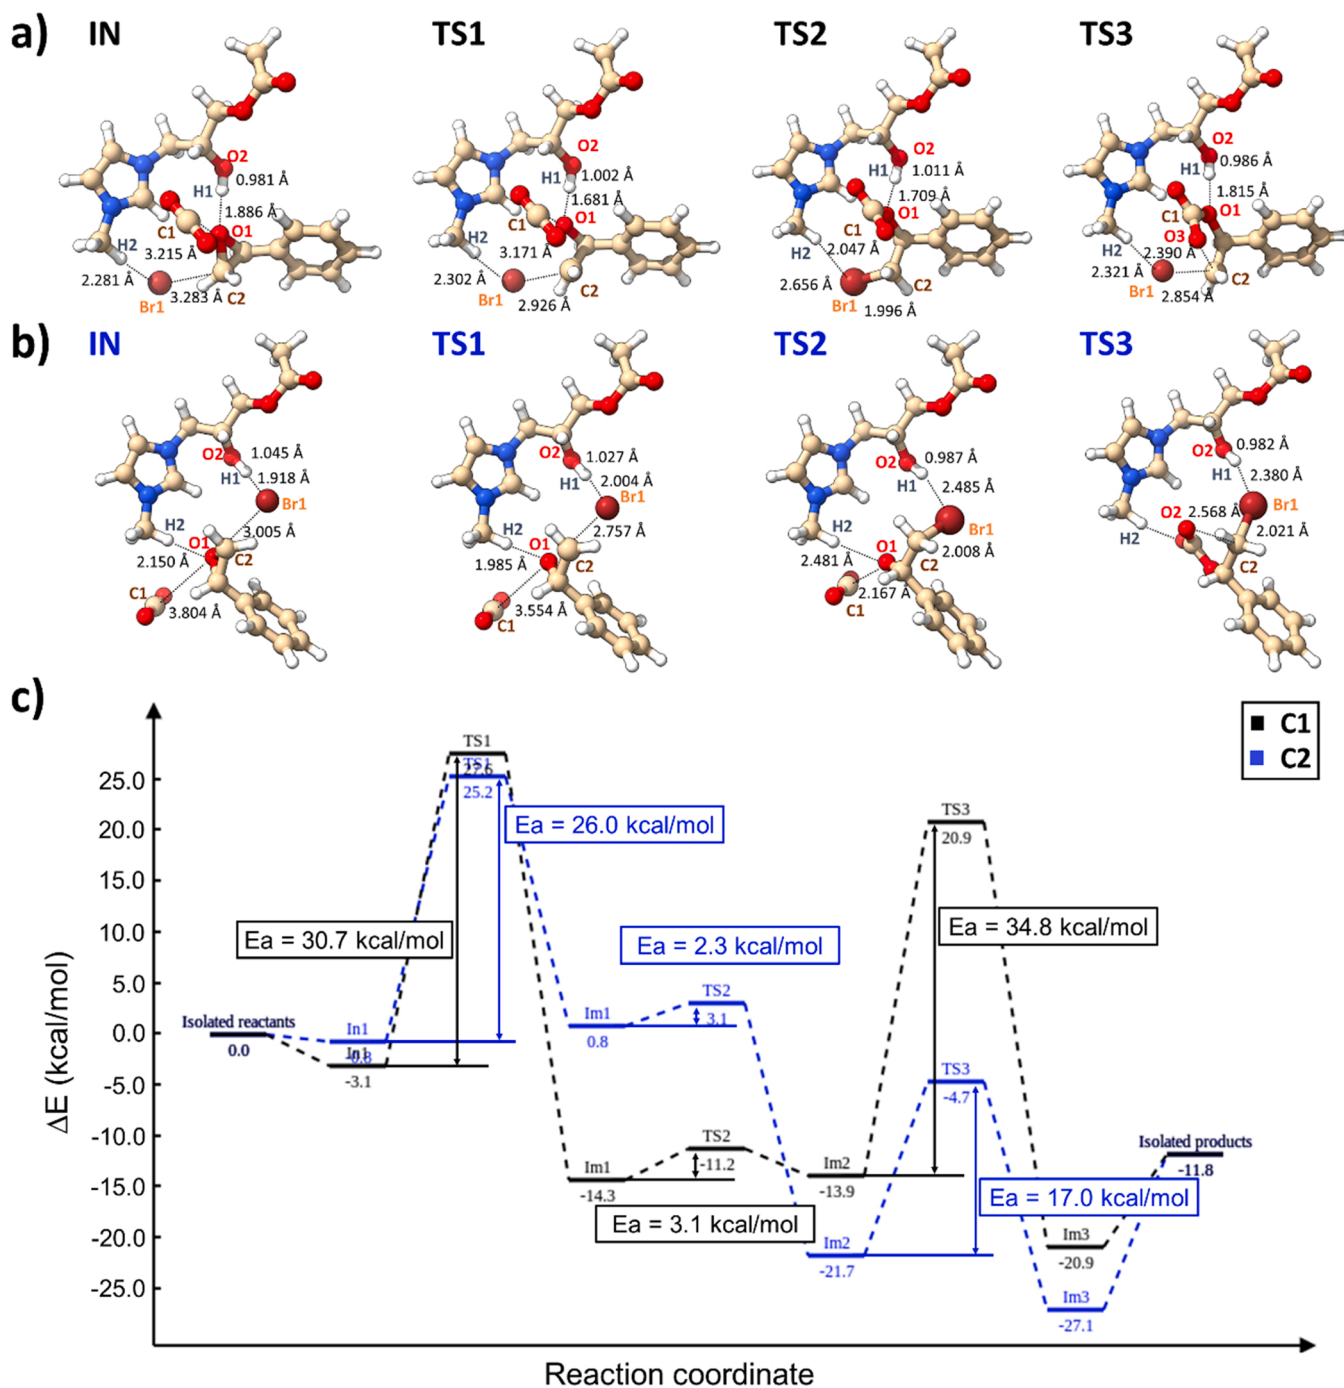 a)
IN
TS1
TS2
TS3
O2
H1
0.981 Å
1.886 Å
O1
C1
3.215 Å
H2
2.281 Å
3.283 Å
C2
Br1
O2
H1
1.002 Å
1.681 Å
O1
C1
3.171 Å
H2
2.302 Å
2.926 Å
C2
Br1
O2
H1
1.011 Å
1.709 Å
O1
C1
2.047 Å
H2
2.656 Å
Br1
1.996 Å
C2
O2
H1
0.986 Å
1.815 Å
O1
C1
O3
H2
2.390 Å
2.321 Å
C2
Br1
2.854 Å
b)
IN
TS1
TS2
TS3
O2
1.045 Å
H1
1.918 Å
Br1
H2
O1
3.005 Å
C2
2.150 Å
C1
3.804 Å
O2
1.027 Å
H1
2.004 Å
Br1
H2
O1
2.757 Å
C2
1.985 Å
3.554 Å
C1
O2
0.987 Å
H1
2.485 Å
Br1
H2
O1
2.008 Å
C2
2.481 Å
2.167 Å
C1
O2
0.982 Å
H1
2.380 Å
Br1
O2
2.568 Å
2.021 Å
H2
C2
c)
C1
C2
ΔE (kcal/mol)
25.0
20.0
15.0
10.0
5.0
0.0
-5.0
-10.0
-15.0
-20.0
-25.0
Isolated reactants
0.0
In1
-0.8
In1
-3.1
TS1
27.6
TS1
25.2
Ea = 26.0 kcal/mol
Ea = 30.7 kcal/mol
Im1
0.8
TS2
3.1
Ea = 2.3 kcal/mol
Im1
-14.3
TS2
-11.2
Ea = 3.1 kcal/mol
Im2
-13.9
Im2
-21.7
TS3
20.9
Ea = 34.8 kcal/mol
TS3
-4.7
Ea = 17.0 kcal/mol
Im3
-20.9
Im3
-27.1
Isolated products
-11.8
Reaction coordinate